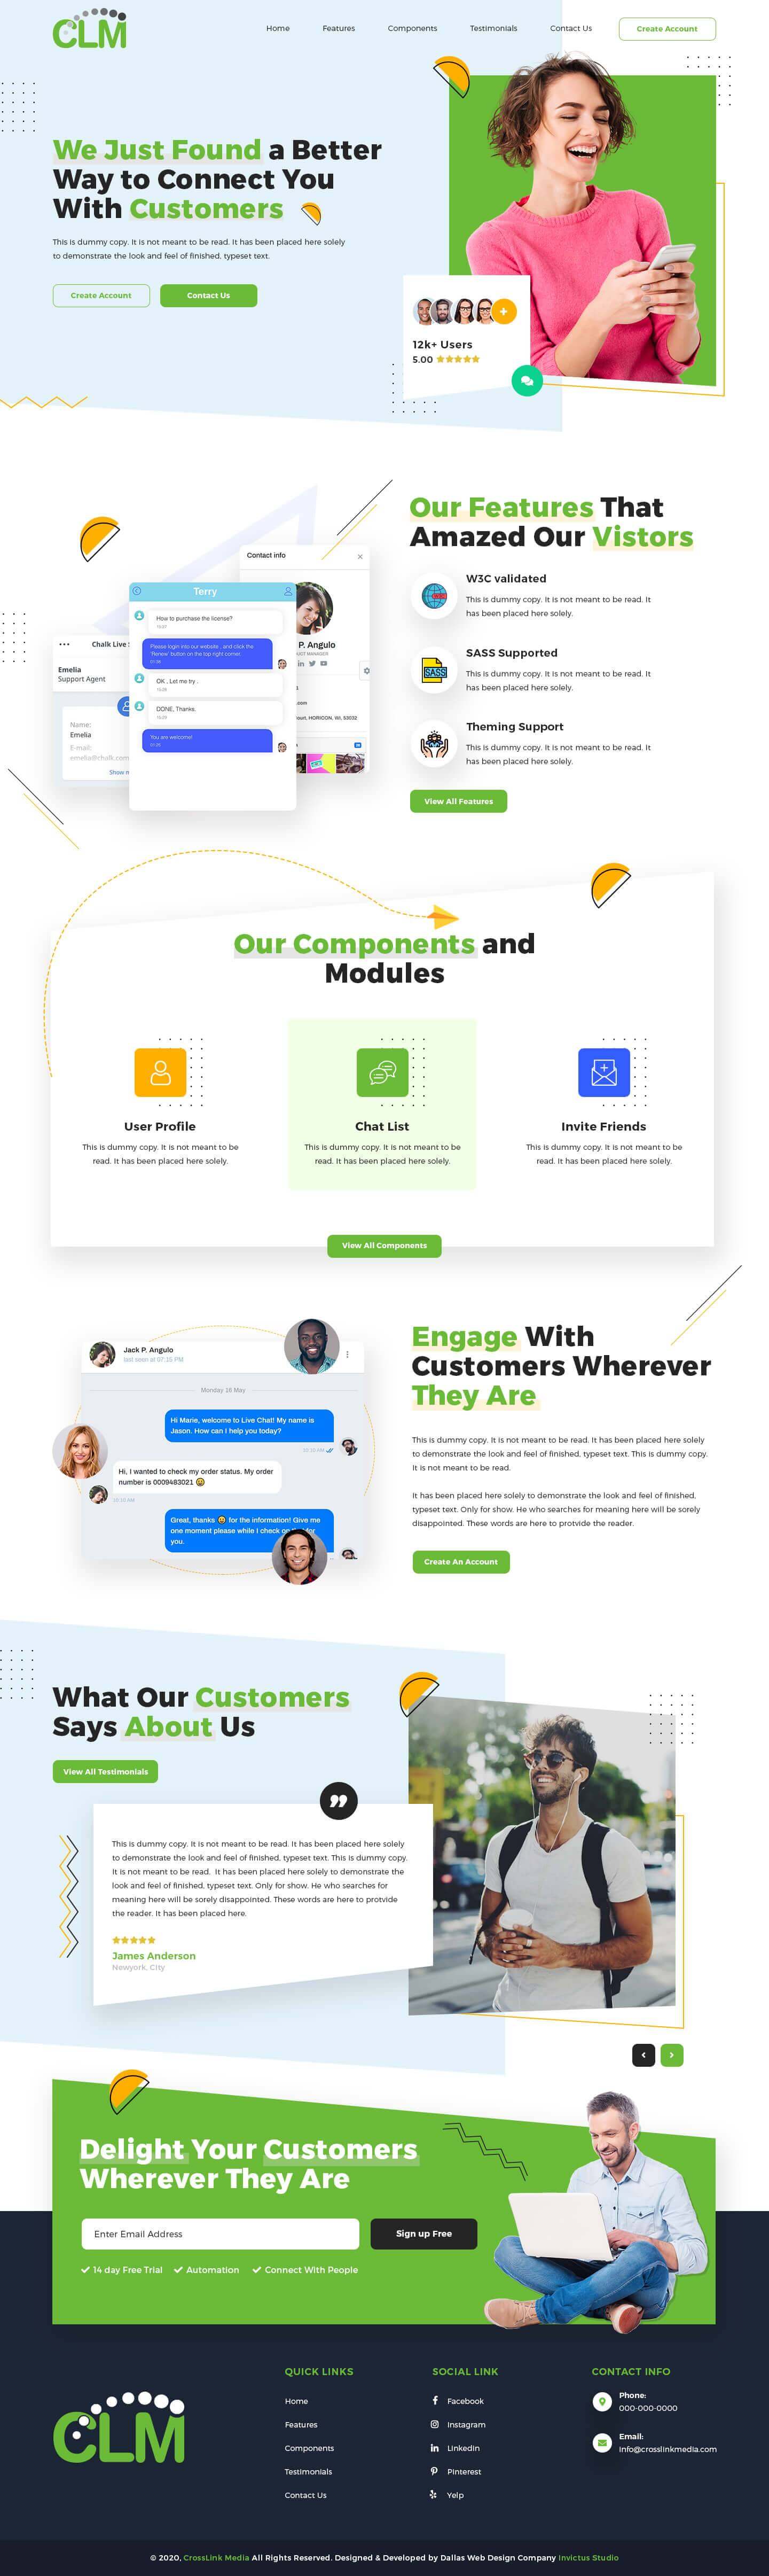 CLM
Home Features Components Testimonials Contact Us Create Account
We Just Found a Better
Way to Connect You
With Customers
This is dummy copy. It is not meant to be read. It has been placed here solely
to demonstrate the look and feel of finished, typeset text.
Create Account Contact Us
12k+ Users
5.00
Our Features That
Amazed Our Vistors
W3C validated
This is dummy copy. It is not meant to be read. It
has been placed here solely.
SASS Supported
SASS
This is dummy copy. It is not meant to be read. It
has been placed here solely.
Theming Support
This is dummy copy. It is not meant to be read. It
has been placed here solely.
View All Features
Contact info
P. Angulo
Terry
How to purchase the license?
Please login into our website , and click the
'Renew' button on the top right corner.
OK , Let me try .
DONE, Thanks.
You are welcome!
Chalk Live
Emelia
Support Agent
Name:
Emelia
E-mail:
emelia@chalk.com
Show
Our Components and
Modules
User Profile
This is dummy copy. It is not meant to be
read. It has been placed here solely.
Chat List
This is dummy copy. It is not meant to be
read. It has been placed here solely.
Invite Friends
This is dummy copy. It is not meant to be
read. It has been placed here solely.
View All Components
Jack P. Angulo
last seen at 07:15 PM
Monday 16 May
Hi Marie, welcome to Live Chat! My name is
Jason. How can I help you today?
10:10 AM
Hi, I wanted to check my order status. My order
number is 0009483021
10:10 AM
Great, thanks for the information! Give me
one moment please while I check on for
you.
Engage With
Customers Wherever
They Are
This is dummy copy. It is not meant to be read. It has been placed here solely
to demonstrate the look and feel of finished, typeset text. This is dummy copy.
It is not meant to be read.
It has been placed here solely to demonstrate the look and feel of finished,
typeset text. Only for show. He who searches for meaning here will be sorely
disappointed. These words are here to provtide the reader.
Create An Account
What Our Customers
Says About Us
View All Testimonials
This is dummy copy. It is not meant to be read. It has been placed here solely
to demonstrate the look and feel of finished, typeset text. This is dummy copy.
It is not meant to be read. It has been placed here solely to demonstrate the
look and feel of finished, typeset text. Only for show. He who searches for
meaning here will be sorely disappointed. These words are here to protvide
the reader. It has been placed here.
James Anderson
Newyork, City
Delight Your Customers
Wherever They Are
Enter Email Address Sign up Free
14 day Free Trial Automation Connect With People
CLM
QUICK LINKS
Home
Features
Components
Testimonials
Contact Us
SOCIAL LINK
Facebook
Instagram
LinkedIn
Pinterest
Yelp
CONTACT INFO
Phone:
000-000-0000
Email:
info@crosslinkmedia.com
© 2020, CrossLink Media All Rights Reserved. Designed & Developed by Dallas Web Design Company Invictus Studio